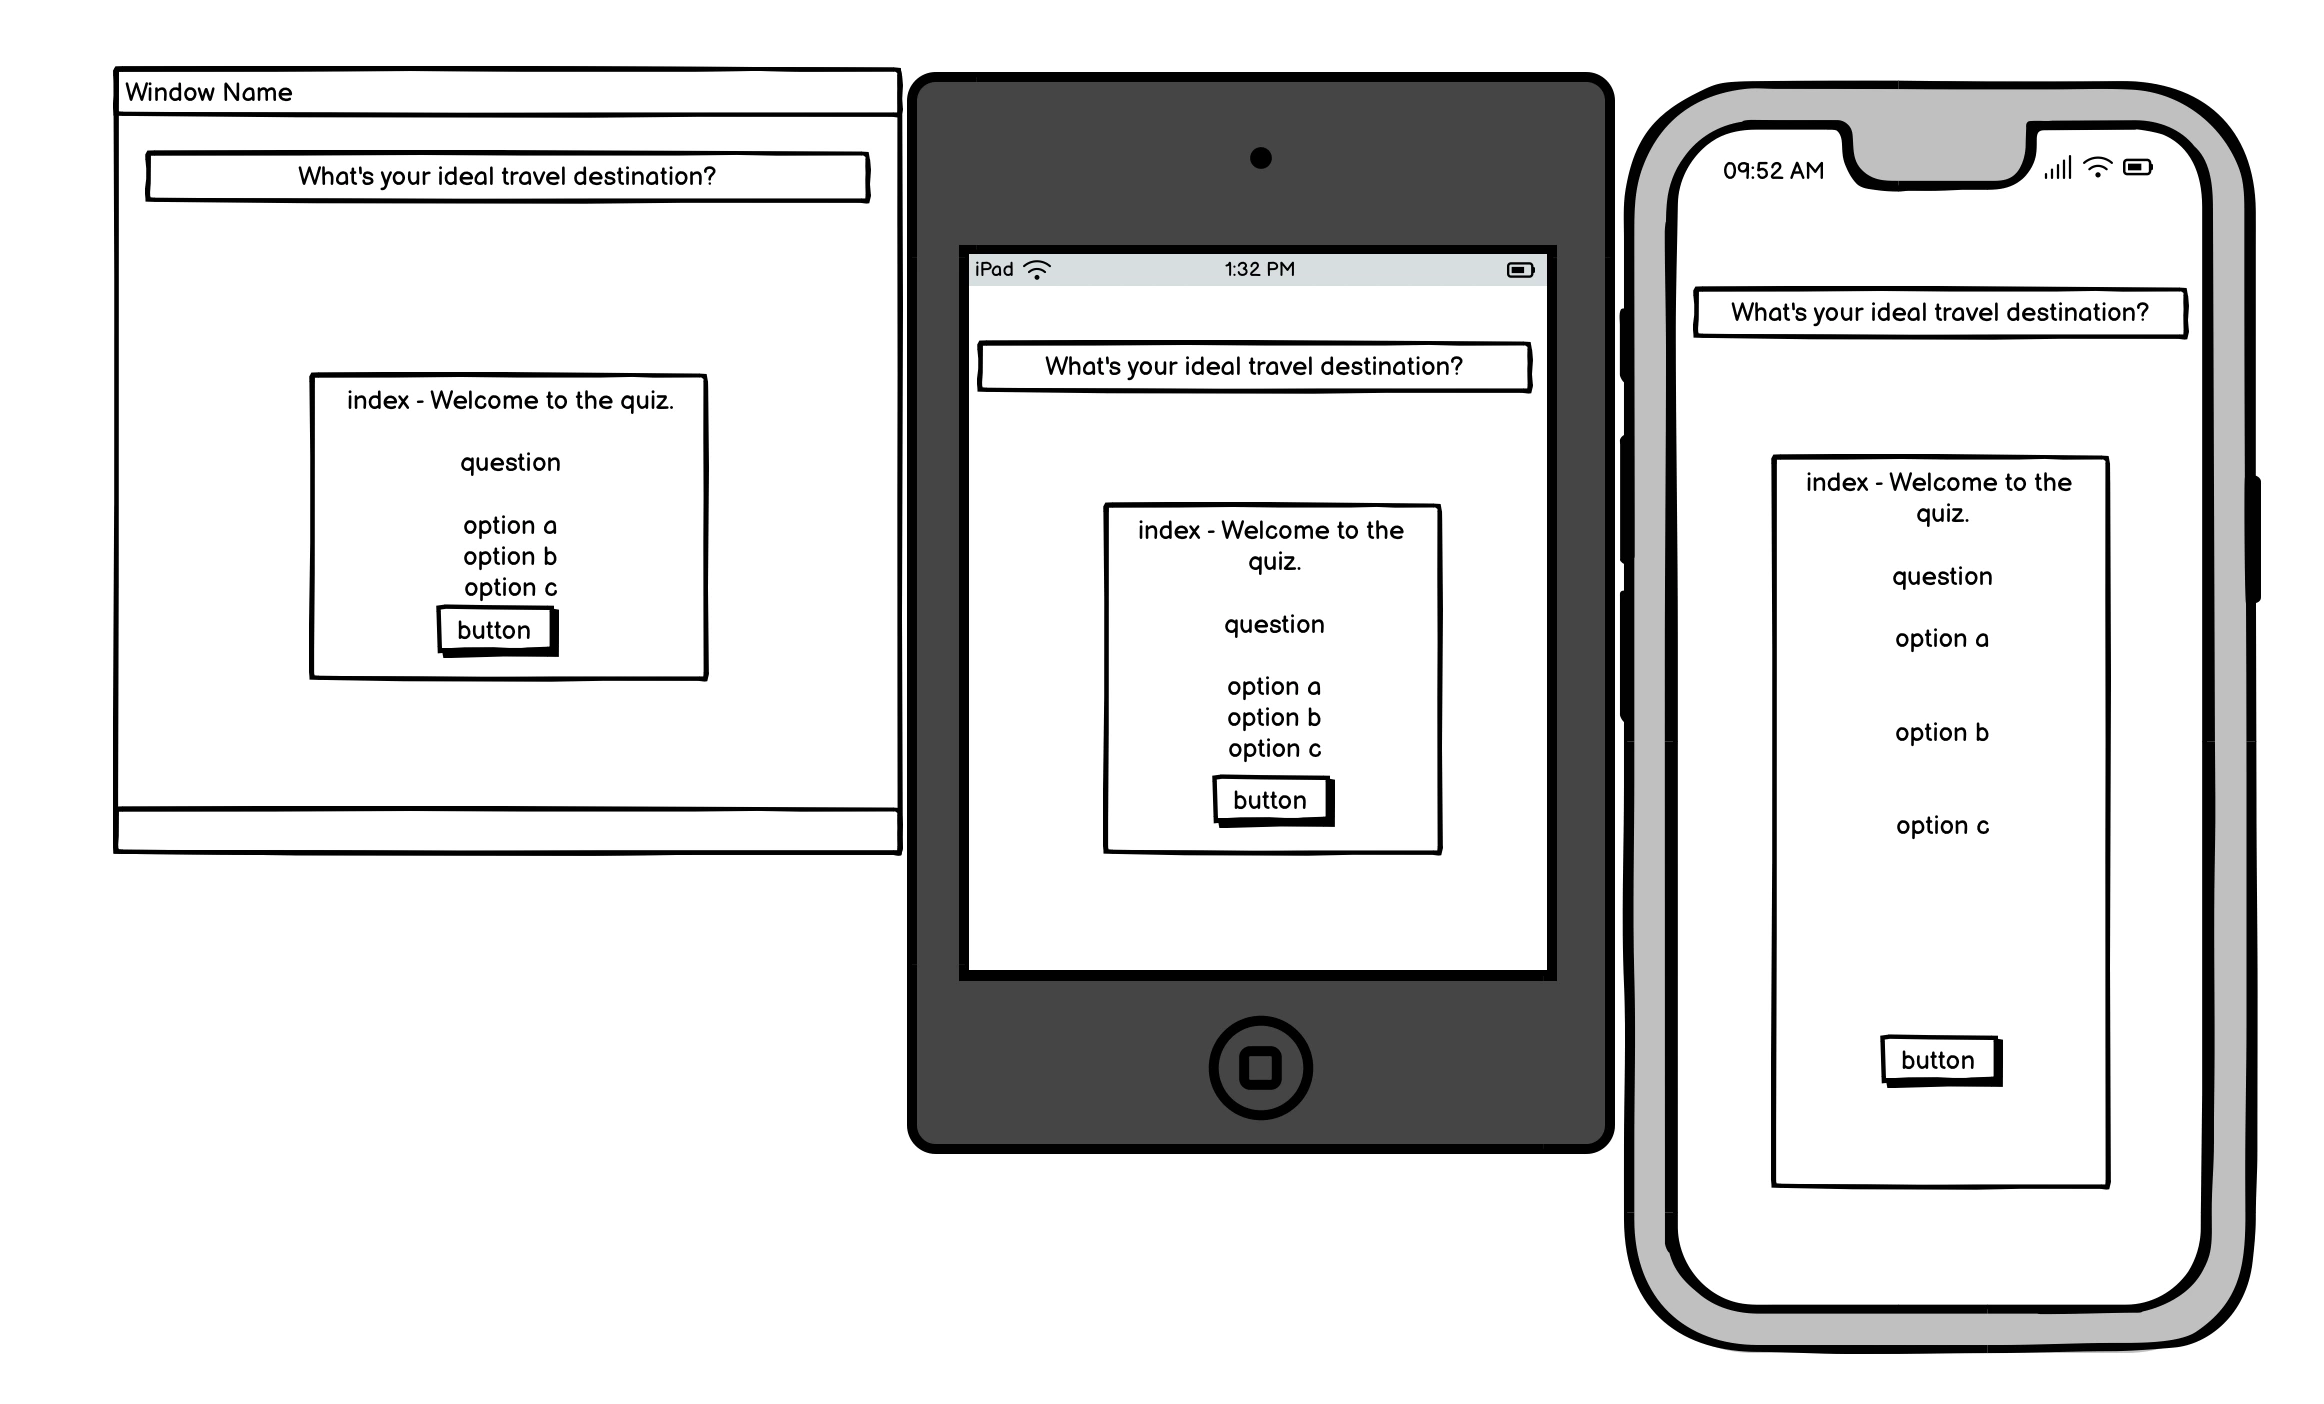 Window Name
What's your ideal travel destination?
index - Welcome to the quiz.
question
option a
option b
option c
button
iPad
1:32 PM
What's your ideal travel destination?
index - Welcome to the
quiz.
question
option a
option b
option c
button
09:52 AM
What's your ideal travel destination?
index - Welcome to the
quiz.
question
option a
option b
option c
button